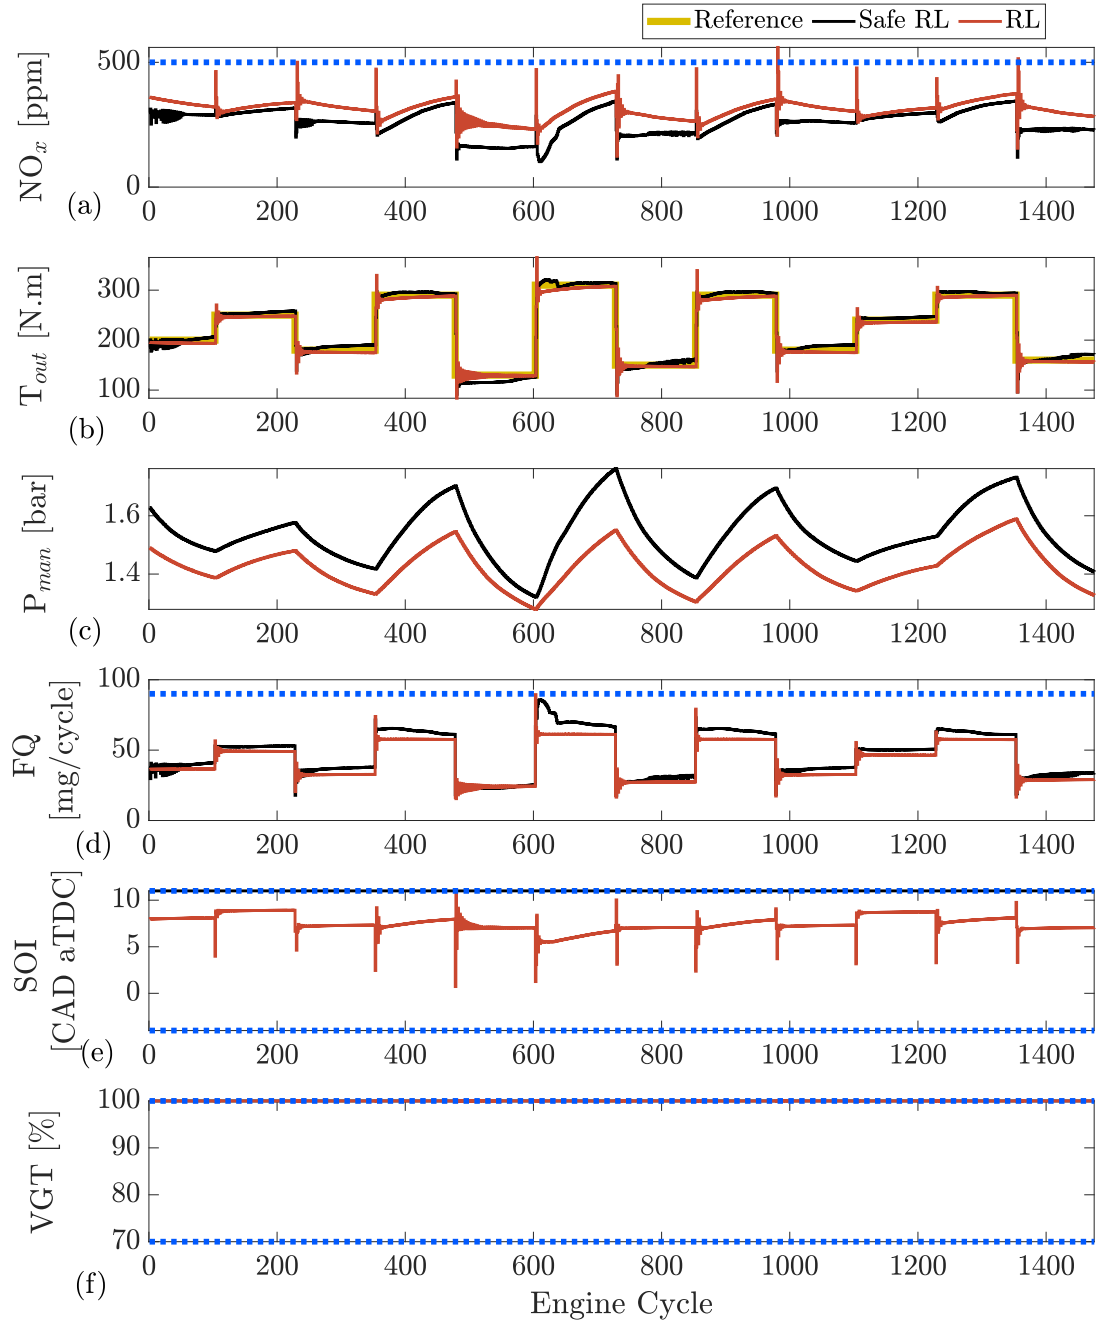 Reference Safe RL RL
NOx [ppm]
500
0
(a)
0 200 400 600 800 1000 1200 1400
Tout [N.m]
300
200
100
(b)
0 200 400 600 800 1000 1200 1400
Pman [bar]
1.6
1.4
(c)
0 200 400 600 800 1000 1200 1400
FQ
[mg/cycle]
100
50
0
(d)
0 200 400 600 800 1000 1200 1400
SOI
[CAD aTDC]
10
5
0
(e)
0 200 400 600 800 1000 1200 1400
VGT [%]
100
90
80
70
(f)
0 200 400 600 800 1000 1200 1400
Engine Cycle